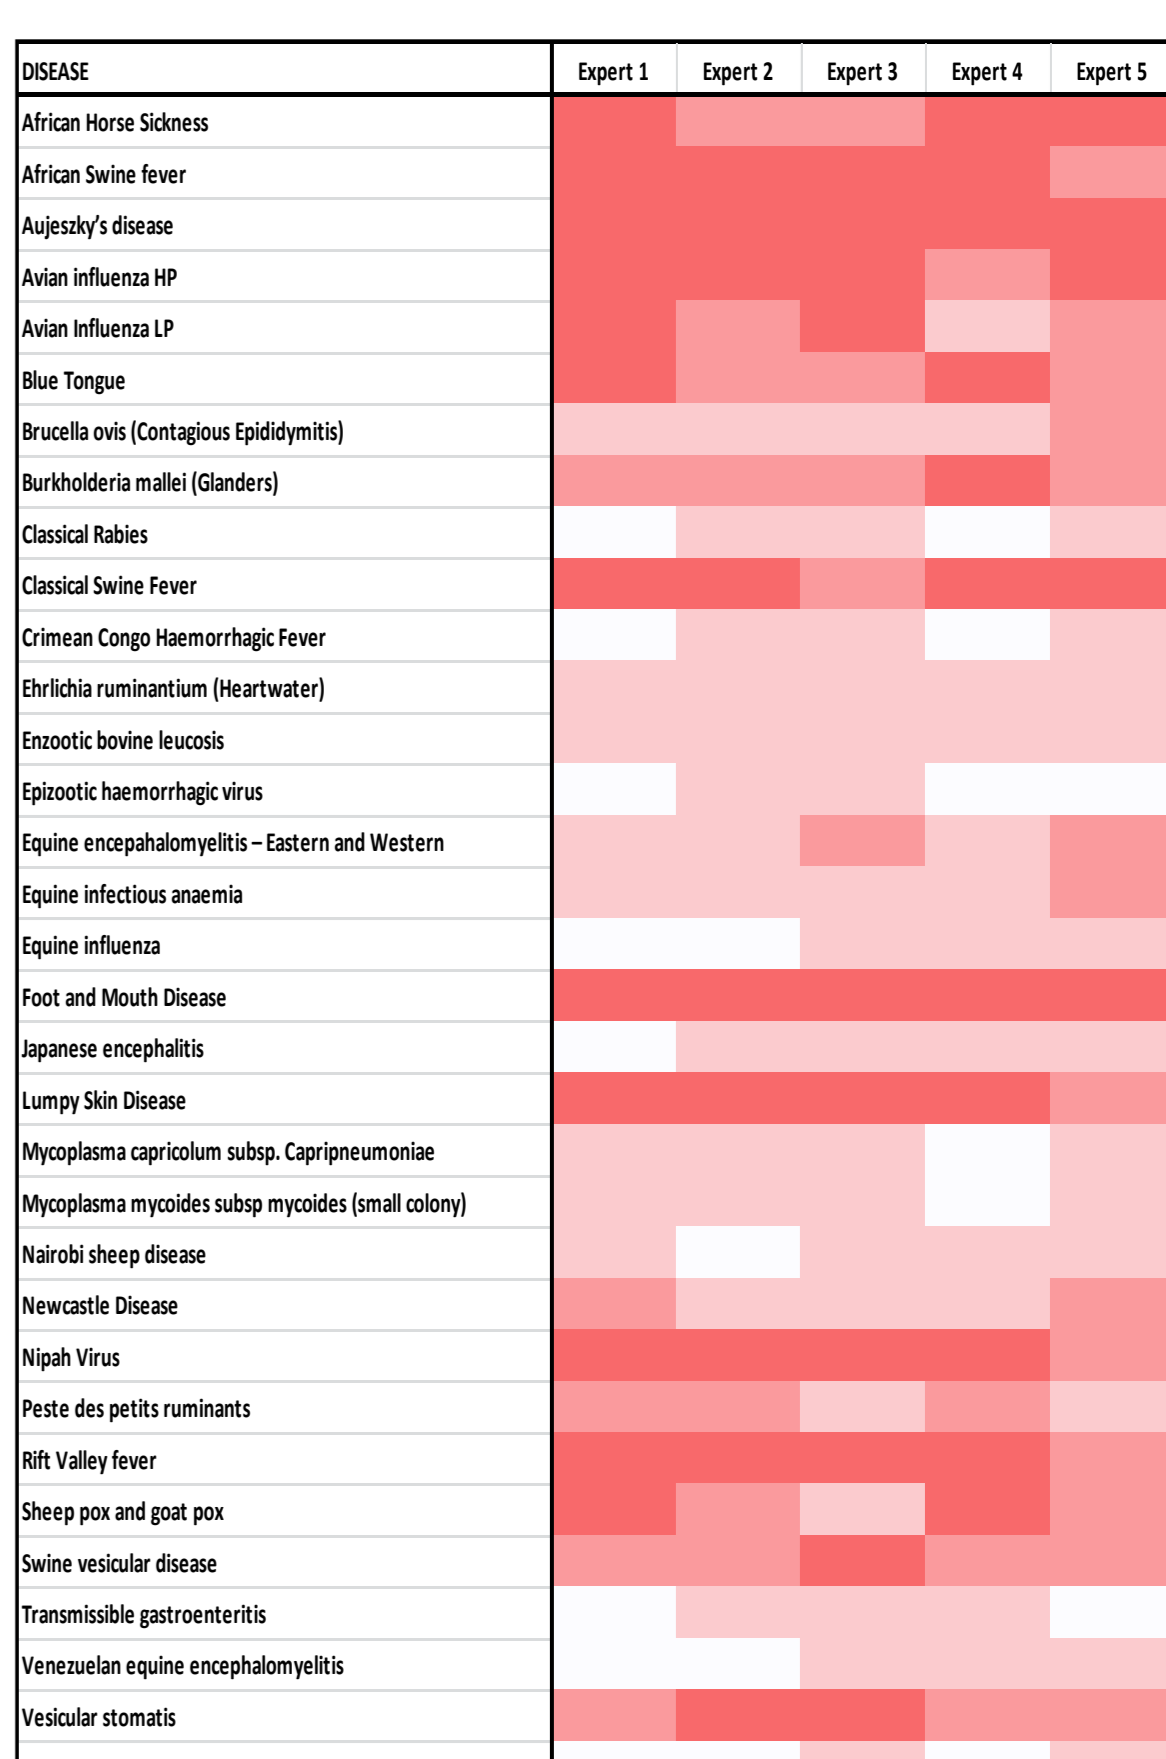 DISEASE Expert 1 Expert 2 Expert 3 Expert 4 Expert 5
African Horse Sickness
African Swine fever
Aujeszky’s disease
Avian influenza HP
Avian Influenza LP
Blue Tongue
Brucella ovis (Contagious Epididymitis)
Burkholderia mallei (Glanders)
Classical Rabies
Classical Swine Fever
Crimean Congo Haemorrhagic Fever
Ehrlichia ruminantium (Heartwater)
Enzootic bovine leucosis
Epizootic haemorrhagic virus
Equine encepahalomyelitis – Eastern and Western
Equine infectious anaemia
Equine influenza
Foot and Mouth Disease
Japanese encephalitis
Lumpy Skin Disease
Mycoplasma capricolum subsp. Capripneumoniae
Mycoplasma mycoides subsp mycoides (small colony)
Nairobi sheep disease
Newcastle Disease
Nipah Virus
Peste des petits ruminants
Rift Valley fever
Sheep pox and goat pox
Swine vesicular disease
Transmissible gastroenteritis
Venezuelan equine encephalomyelitis
Vesicular stomatis